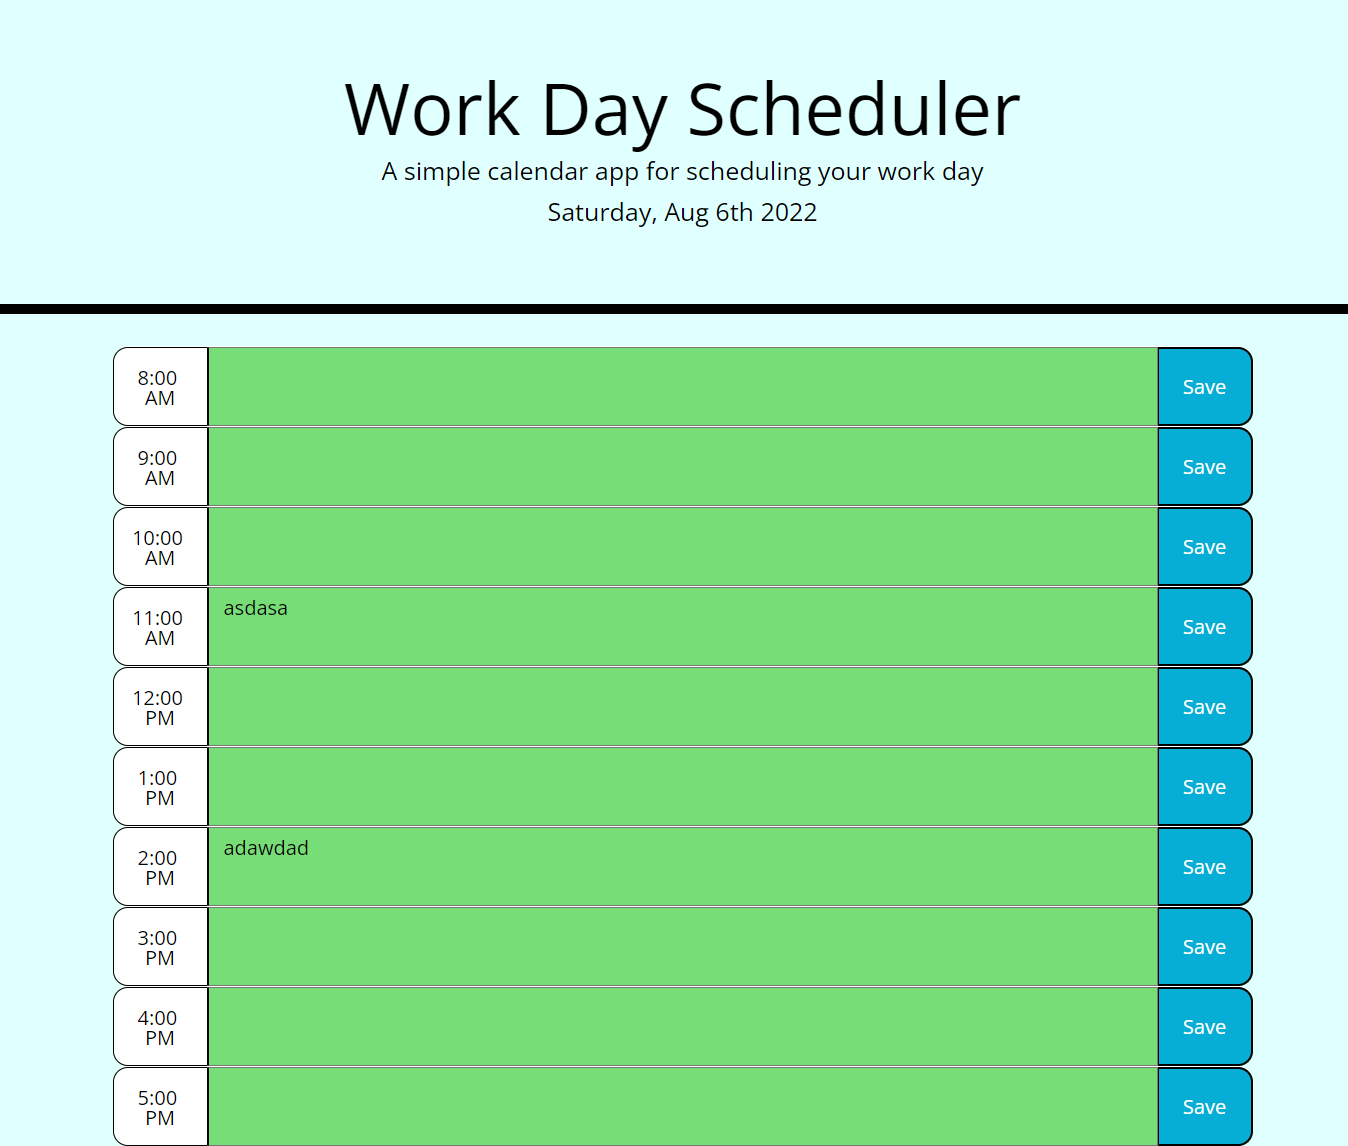 Work Day Scheduler
A simple calendar app for scheduling your work day
Saturday, Aug 6th 2022
8:00
AM
Save
9:00
AM
Save
10:00
AM
Save
11:00
AM
asdasa
Save
12:00
PM
Save
1:00
PM
Save
2:00
PM
adawdad
Save
3:00
PM
Save
4:00
PM
Save
5:00
PM
Save